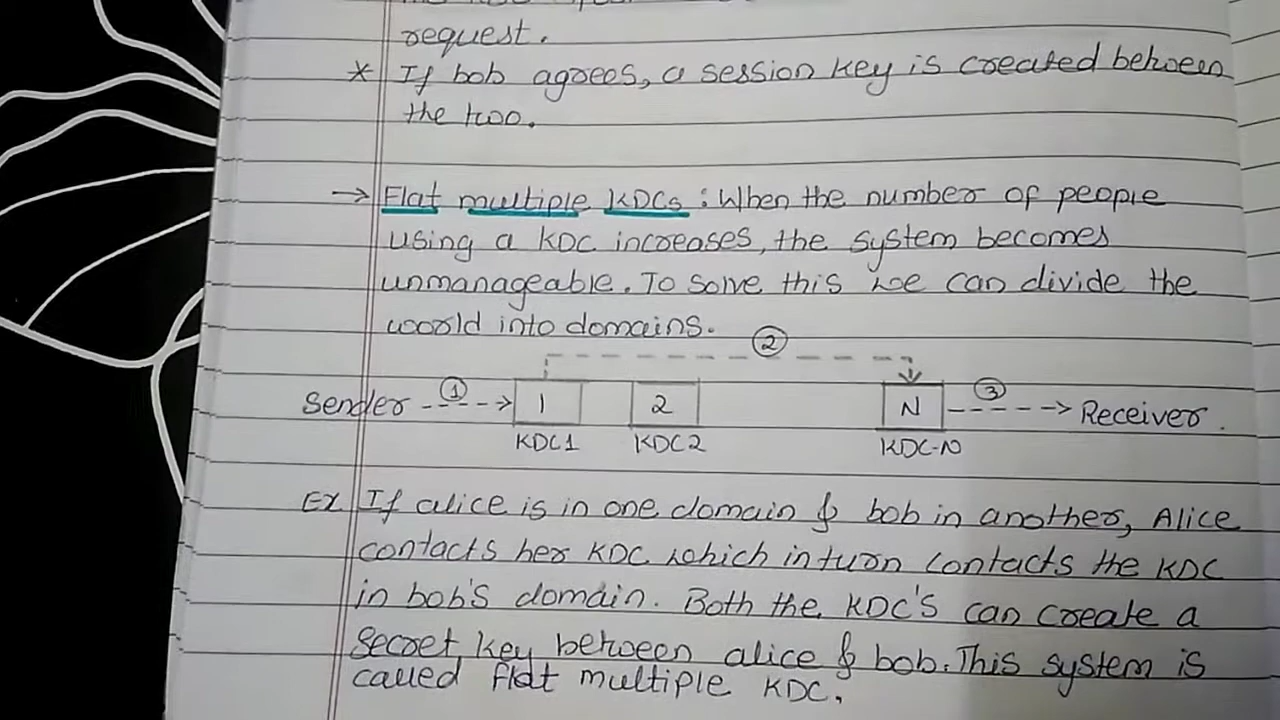 request.
* If bob agrees, a session key is created between
the two.
→ Flat multiple KDCs : When the number of people
using a KDC increases, the system becomes
unmanageable. To solve this we can divide the
world into domains.
2
Sender 1 1 2 N 3 Receiver.
KDC1 KDC2 KDC-N
Ex If alice is in one domain & bob in another, Alice
contacts her KDC which in turn contacts the KDC
in bob's domain. Both the KDC's can create a
secret key between alice & bob. This system is
called flat multiple KDC.